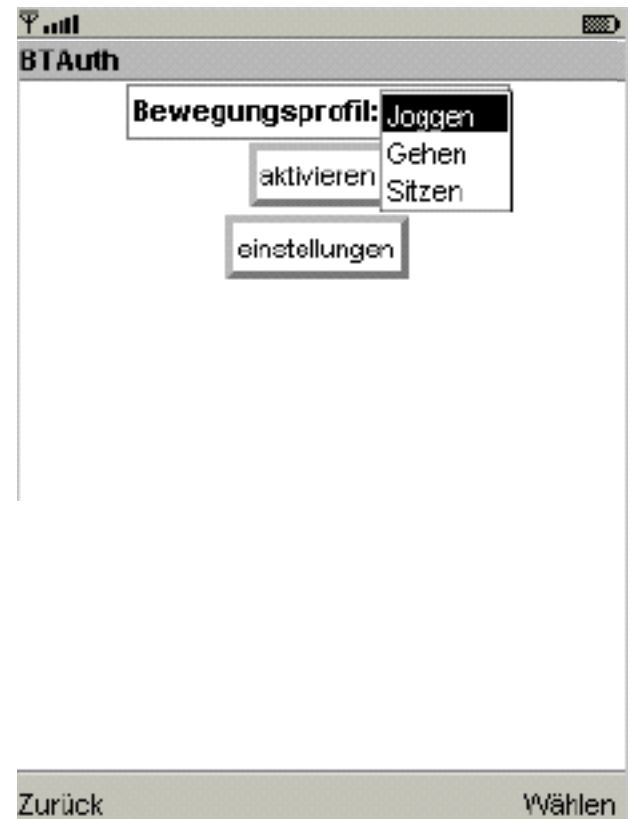 BTAuth
Bewegungsprofil: Joggen
Gehen
aktivieren
Sitzen
einstellungen
Zurück Wählen